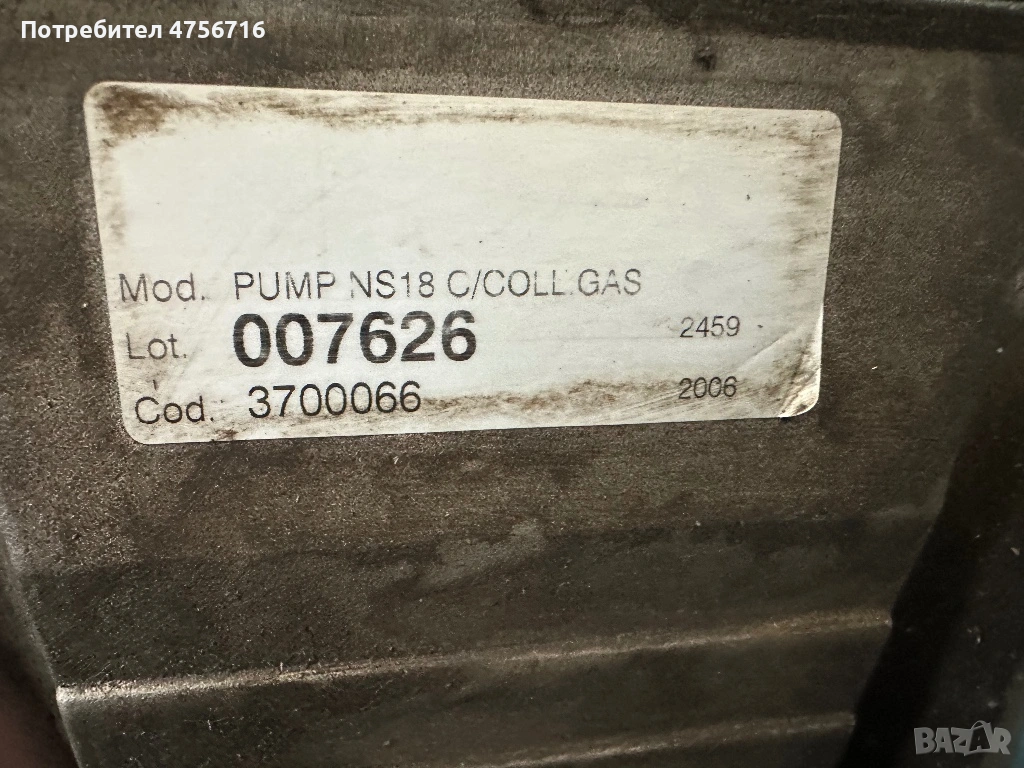 Потребител 4756716
Mod. PUMP NS18 C/COLL.GAS
Lot. 007626 2459
Cod. 3700066 2006
BAZAR